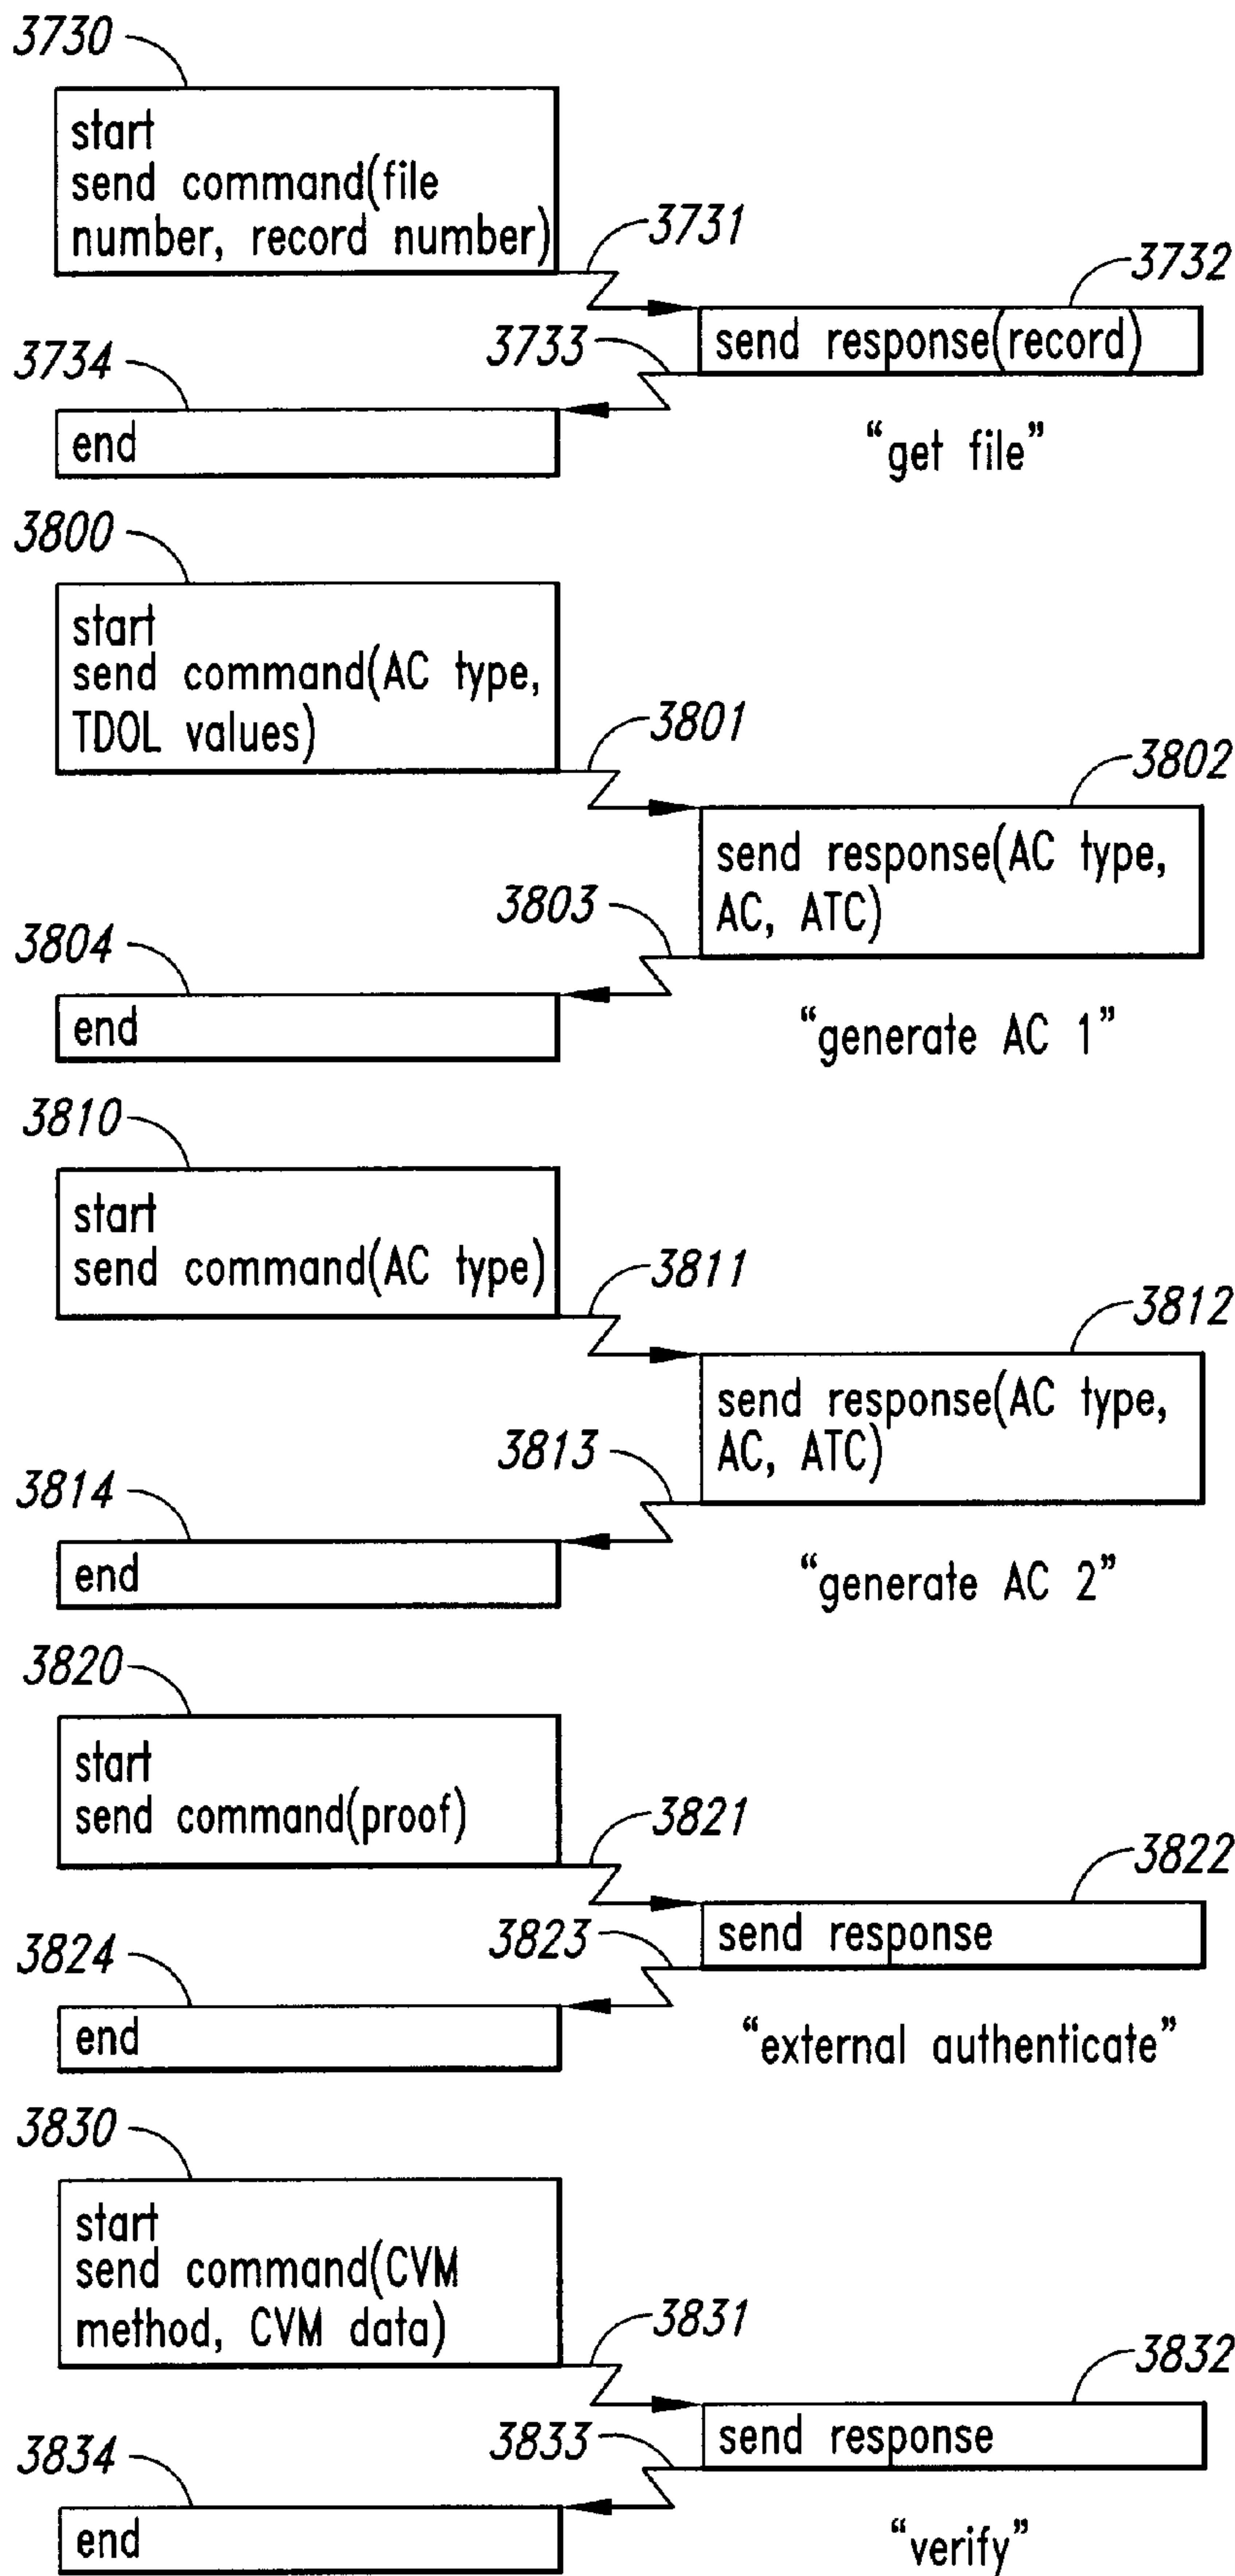 3730
start
send command(file
number, record number)
3731
3732
send response(record)
3733
3734
end
“get file”
3800
start
send command(AC type,
TDOL values)
3801
3802
send response(AC type,
AC, ATC)
3803
3804
end
“generate AC 1”
3810
start
send command(AC type)
3811
3812
send response(AC type,
AC, ATC)
3813
3814
end
“generate AC 2”
3820
start
send command(proof)
3821
3822
send response
3823
3824
end
“external authenticate”
3830
start
send command(CVM
method, CVM data)
3831
3832
send response
3833
3834
end
“verify”